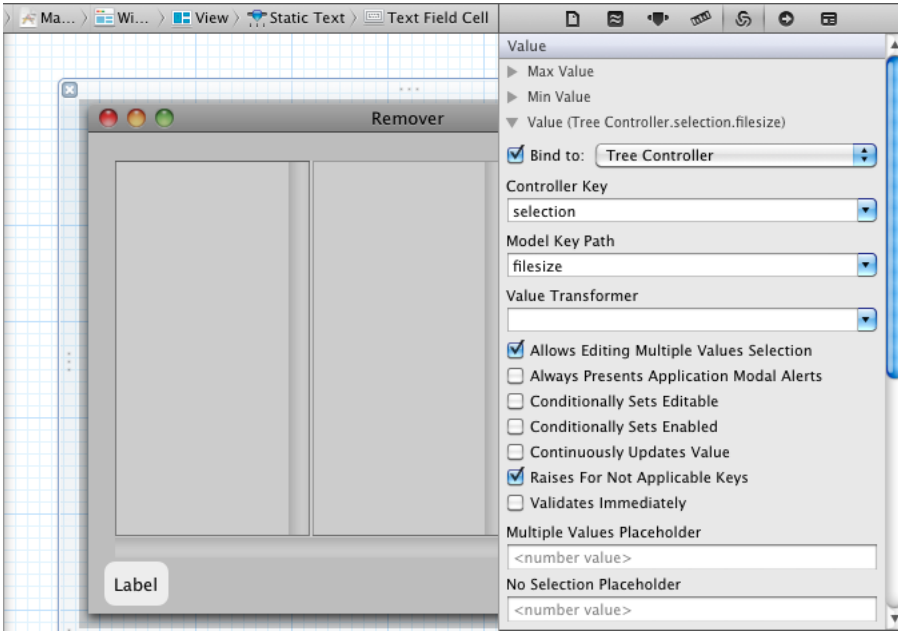 Ma... Wi... View Static Text Text Field Cell
Remover
Label
Value
Max Value
Min Value
Value (Tree Controller.selection.filesize)
Bind to: Tree Controller
Controller Key
selection
Model Key Path
filesize
Value Transformer
Allows Editing Multiple Values Selection
Always Presents Application Modal Alerts
Conditionally Sets Editable
Conditionally Sets Enabled
Continuously Updates Value
Raises For Not Applicable Keys
Validates Immediately
Multiple Values Placeholder
<number value>
No Selection Placeholder
<number value>